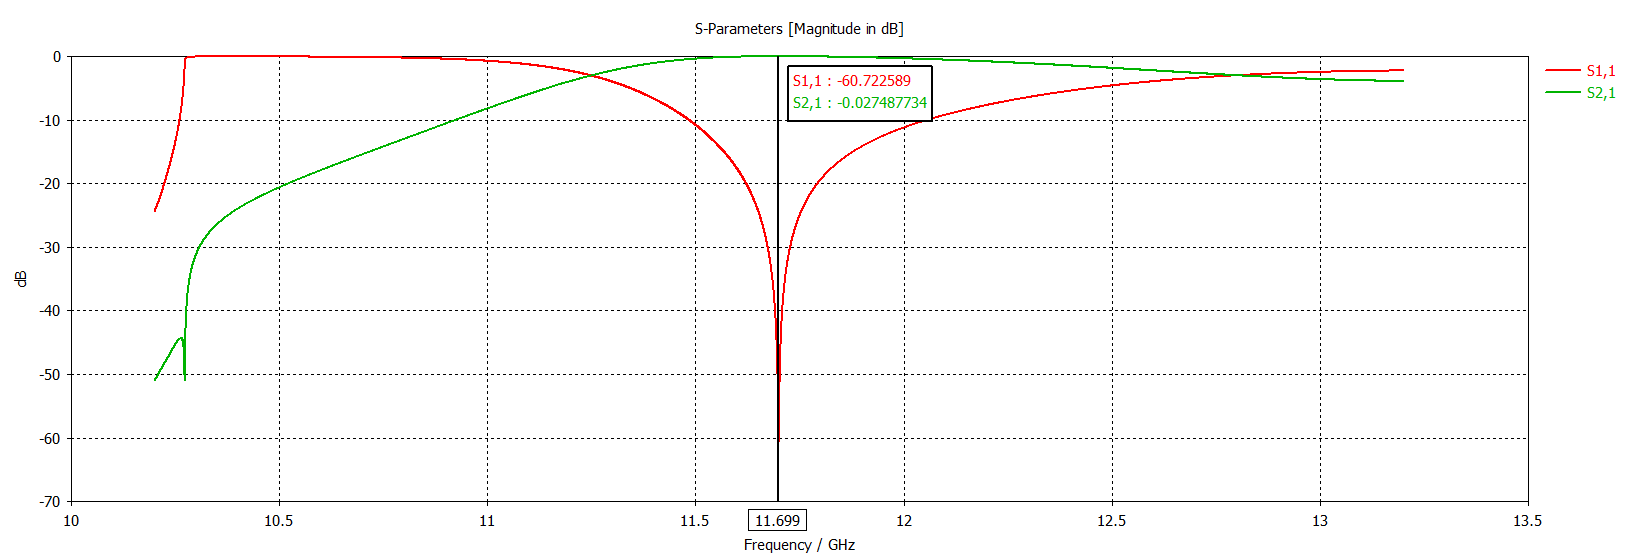 S-Parameters [Magnitude in dB]
0
-10
-20
-30
-40
-50
-60
-70
dB
S1,1 : -60.722589
S2,1 : -0.027487734
S1,1
S2,1
10
10.5
11
11.5
11.699
12
12.5
13
13.5
Frequency / GHz